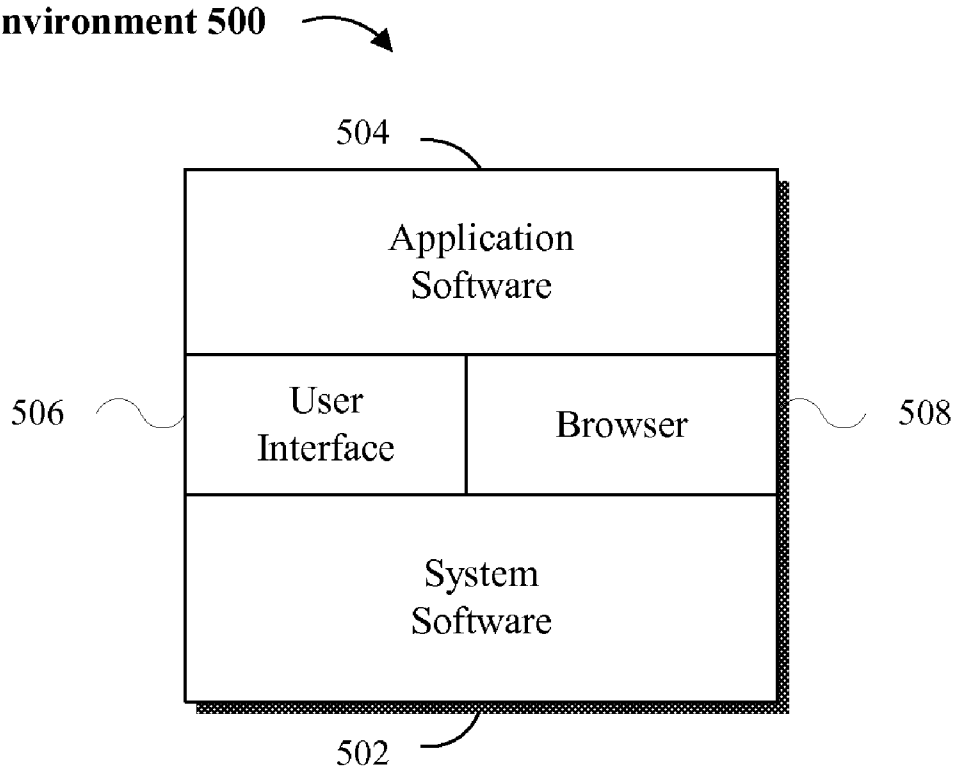 nvironment 500
504
Application
Software
506
User
Interface
Browser
508
System
Software
502